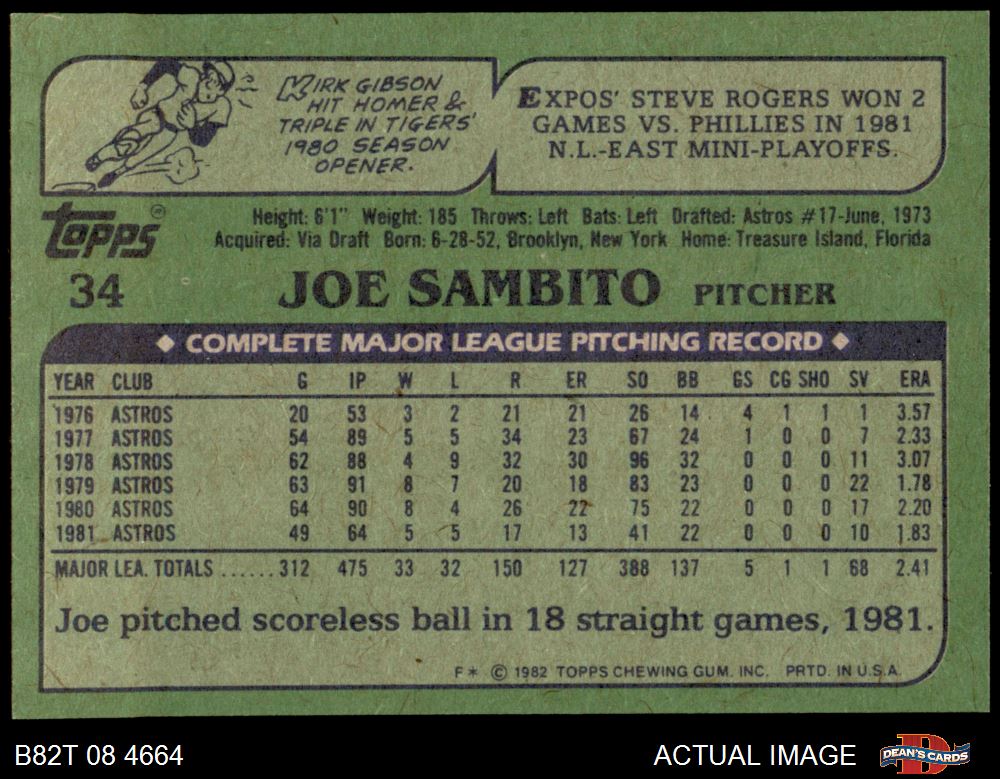 KIRK GIBSON
HIT HOMER &
TRIPLE IN TIGERS'
1980 SEASON
OPENER.
EXPOS' STEVE ROGERS WON 2
GAMES VS. PHILLIES IN 1981
N.L.-EAST MINI-PLAYOFFS.
Topps®
Height: 6'1" Weight: 185 Throws: Left Bats: Left Drafted: Astros #17-June, 1973
Acquired: Via Draft Born: 6-28-52, Brooklyn, New York Home: Treasure Island, Florida
34 JOE SAMBITO PITCHER
◆ COMPLETE MAJOR LEAGUE PITCHING RECORD ◆
YEAR CLUB G IP W L R ER SO BB GS CG SHO SV ERA
1976 ASTROS 20 53 3 2 21 21 26 14 4 1 1 1 3.57
1977 ASTROS 54 89 5 5 34 23 67 24 1 0 0 7 2.33
1978 ASTROS 62 88 4 9 32 30 96 32 0 0 0 11 3.07
1979 ASTROS 63 91 8 7 20 18 83 23 0 0 0 22 1.78
1980 ASTROS 64 90 8 4 26 22 75 22 0 0 0 17 2.20
1981 ASTROS 49 64 5 5 17 13 41 22 0 0 0 10 1.83
MAJOR LEA. TOTALS ......312 475 33 32 150 127 388 137 5 1 1 68 2.41
Joe pitched scoreless ball in 18 straight games, 1981.
F* © 1982 TOPPS CHEWING GUM, INC. PRTD. IN U.S.A.
B82T 08 4664 ACTUAL IMAGE DEAN'S CARDS